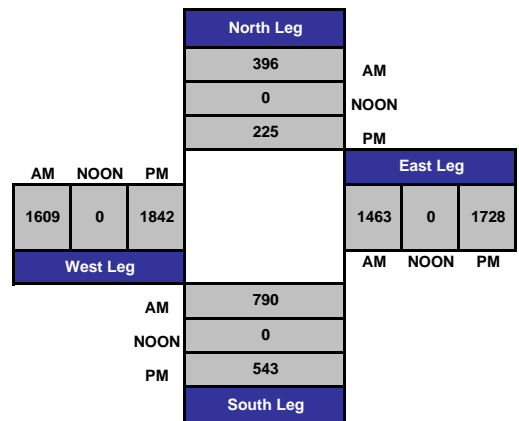 North Leg
396 AM
0 NOON
225 PM
AM NOON PM East Leg
1609 0 1842 1463 0 1728
West Leg AM NOON PM
AM 790
NOON 0
PM 543
South Leg